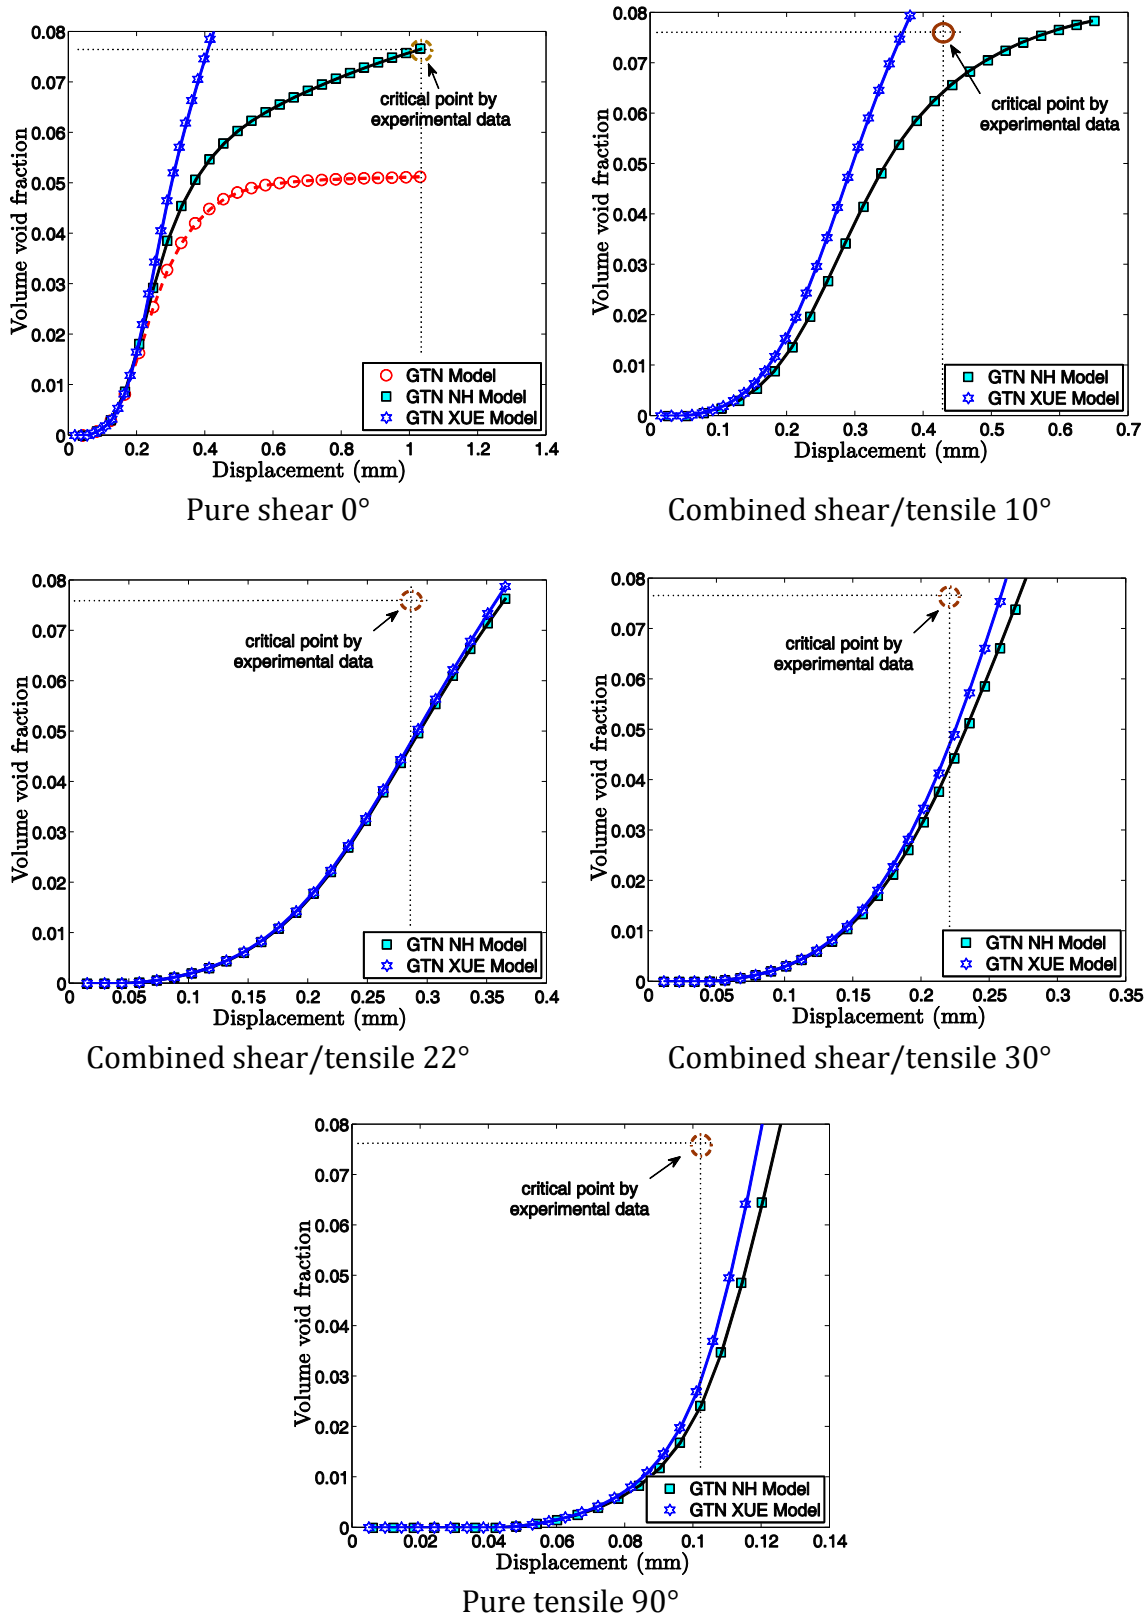 0.08
0.07
0.06
0.05
0.04
0.03
0.02
0.01
0
Volume void fraction
critical point by
experimental data
GTN Model
GTN NH Model
GTN XUE Model
0 0.2 0.4 0.6 0.8 1 1.2 1.4
Displacement (mm)
Pure shear 0°
0.08
0.07
0.06
0.05
0.04
0.03
0.02
0.01
0
Volume void fraction
critical point by
experimental data
GTN NH Model
GTN XUE Model
0 0.1 0.2 0.3 0.4 0.5 0.6 0.7
Displacement (mm)
Combined shear/tensile 10°
0.08
0.07
0.06
0.05
0.04
0.03
0.02
0.01
0
Volume void fraction
critical point by
experimental data
GTN NH Model
GTN XUE Model
0 0.05 0.1 0.15 0.2 0.25 0.3 0.35 0.4
Displacement (mm)
Combined shear/tensile 22°
0.08
0.07
0.06
0.05
0.04
0.03
0.02
0.01
0
Volume void fraction
critical point by
experimental data
GTN NH Model
GTN XUE Model
0 0.05 0.1 0.15 0.2 0.25 0.3 0.35
Displacement (mm)
Combined shear/tensile 30°
0.08
0.07
0.06
0.05
0.04
0.03
0.02
0.01
0
Volume void fraction
critical point by
experimental data
GTN NH Model
GTN XUE Model
0 0.02 0.04 0.06 0.08 0.1 0.12 0.14
Displacement (mm)
Pure tensile 90°